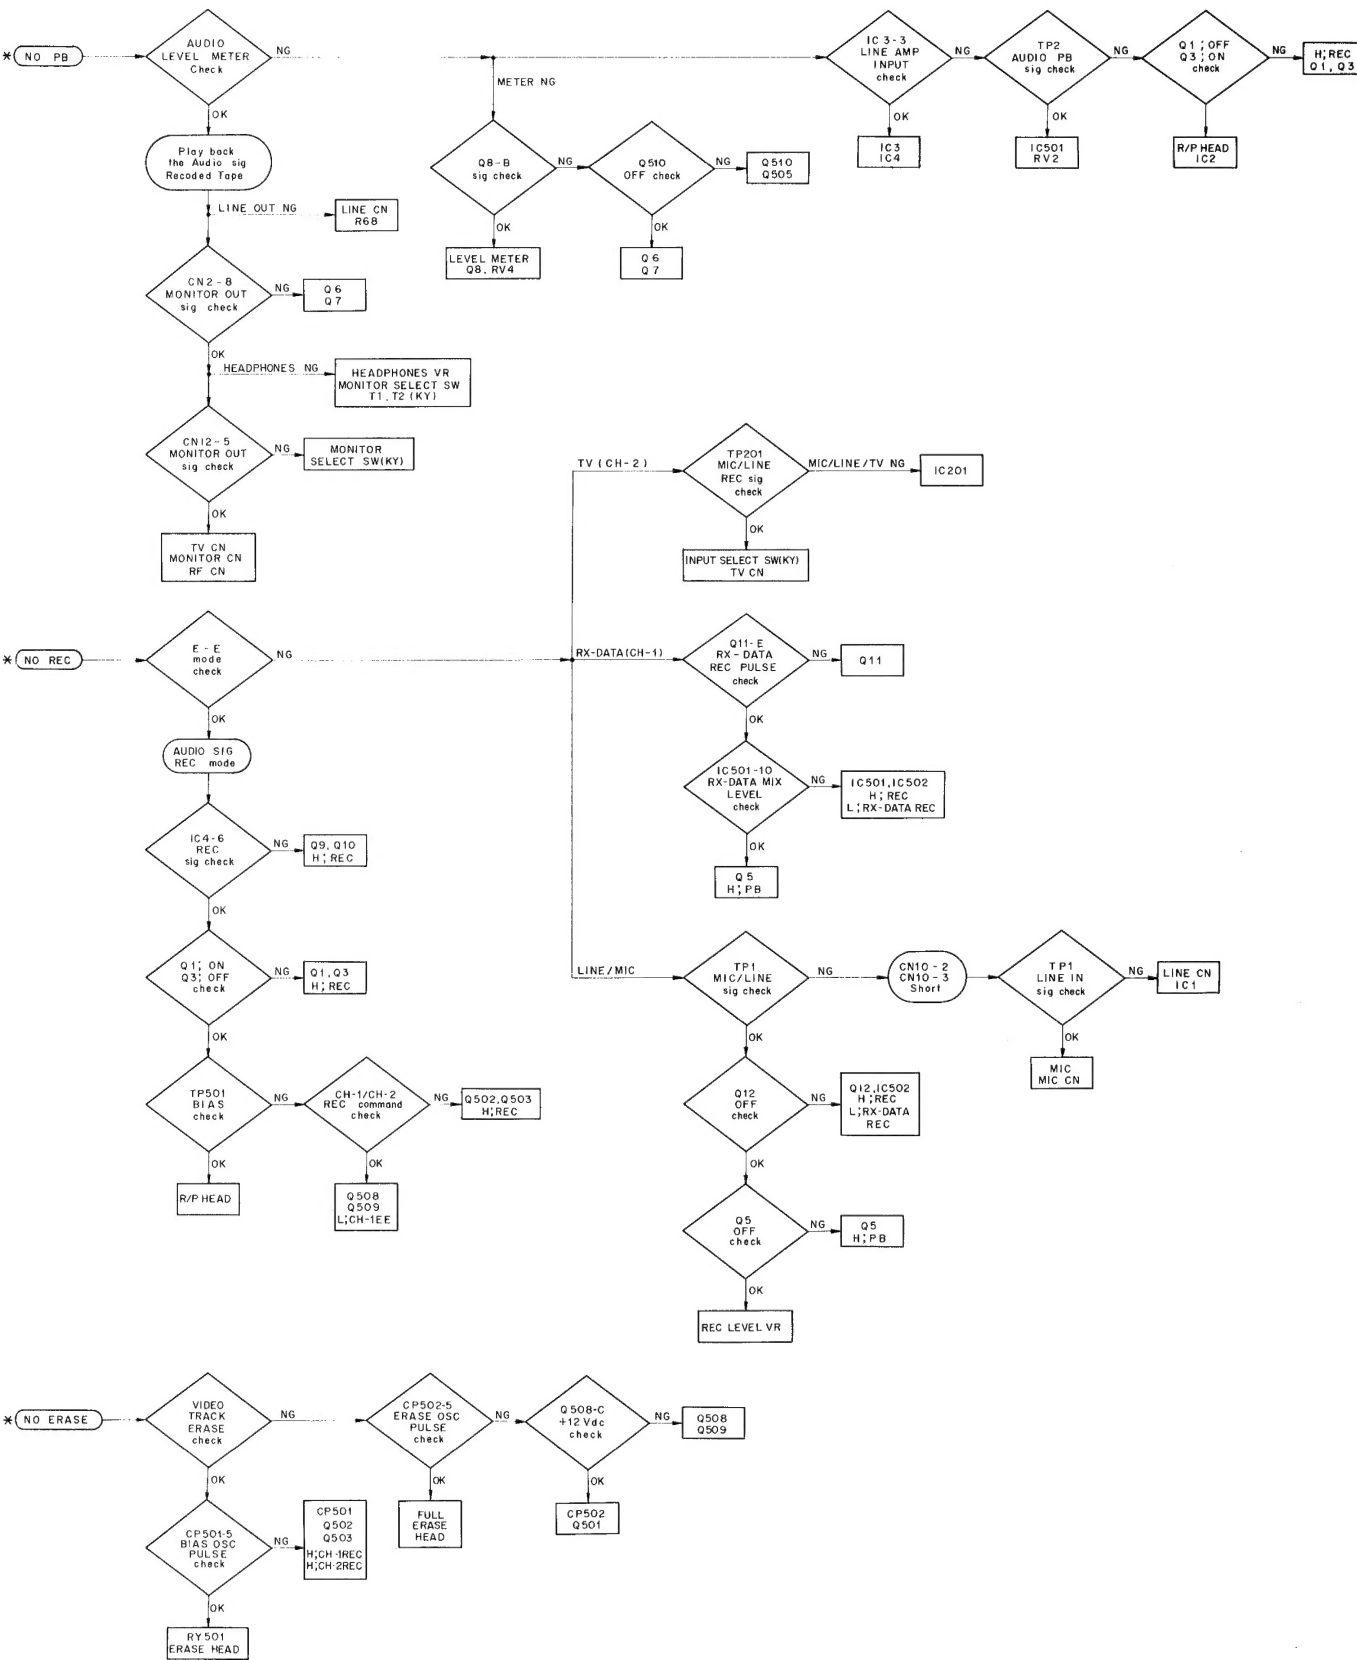 * NO PB
AUDIO
LEVEL METER
Check
NG
OK
METER NG
IC3-3
LINE AMP
INPUT
check
NG
OK
IC3
IC4
TP2
AUDIO PB
sig check
NG
OK
IC501
RV2
Q1; OFF
Q3; ON
check
NG
OK
H; REC
Q1, Q3
R/P HEAD
IC2
Play back
the Audio sig
Recoded Tape
LINE OUT NG
LINE CN
R68
Q8-B
sig check
NG
OK
LEVEL METER
Q8, RV4
Q510
OFF check
NG
OK
Q510
Q505
Q6
Q7
CN2-8
MONITOR OUT
sig check
NG
OK
Q6
Q7
HEADPHONES NG
HEADPHONES VR
MONITOR SELECT SW
T1, T2 (KY)
CN12-5
MONITOR OUT
sig check
NG
OK
MONITOR
SELECT SW(KY)
TV CN
MONITOR CN
RF CN
* NO REC
E-E
mode
check
NG
OK
AUDIO SIG
REC mode
IC4-6
REC
sig check
NG
OK
Q9, Q10
H; REC
Q1; ON
Q3; OFF
check
NG
OK
Q1, Q3
H; REC
TP501
BIAS
check
NG
OK
R/P HEAD
CH-1/CH-2
REC command
check
NG
OK
Q502, Q503
H; REC
Q508
Q509
L; CH-1EE
TV (CH-2)
TP201
MIC/LINE
REC sig
check
MIC/LINE/TV NG
OK
IC201
INPUT SELECT SW(KY)
TV CN
RX-DATA(CH-1)
Q11-E
RX-DATA
REC PULSE
check
NG
OK
Q11
IC501-10
RX-DATA MIX
LEVEL
check
NG
OK
IC501, IC502
H; REC
L; RX-DATA REC
Q5
H; PB
LINE/MIC
TP1
MIC/LINE
sig check
NG
OK
CN10-2
CN10-3
Short
TP1
LINE IN
sig check
NG
OK
LINE CN
IC1
MIC
MIC CN
Q12
OFF
check
NG
OK
Q12, IC502
H; REC
L; RX-DATA
REC
Q5
OFF
check
NG
OK
Q5
H; PB
REC LEVEL VR
* NO ERASE
VIDEO
TRACK
ERASE
check
NG
OK
CP502-5
ERASE OSC
PULSE
check
NG
OK
FULL
ERASE
HEAD
Q508-C
+12 Vdc
check
NG
OK
Q508
Q509
CP502
Q501
CP501-5
BIAS OSC
PULSE
check
NG
OK
CP501
Q502
Q503
H; CH-1REC
H; CH-2REC
RY501
ERASE HEAD